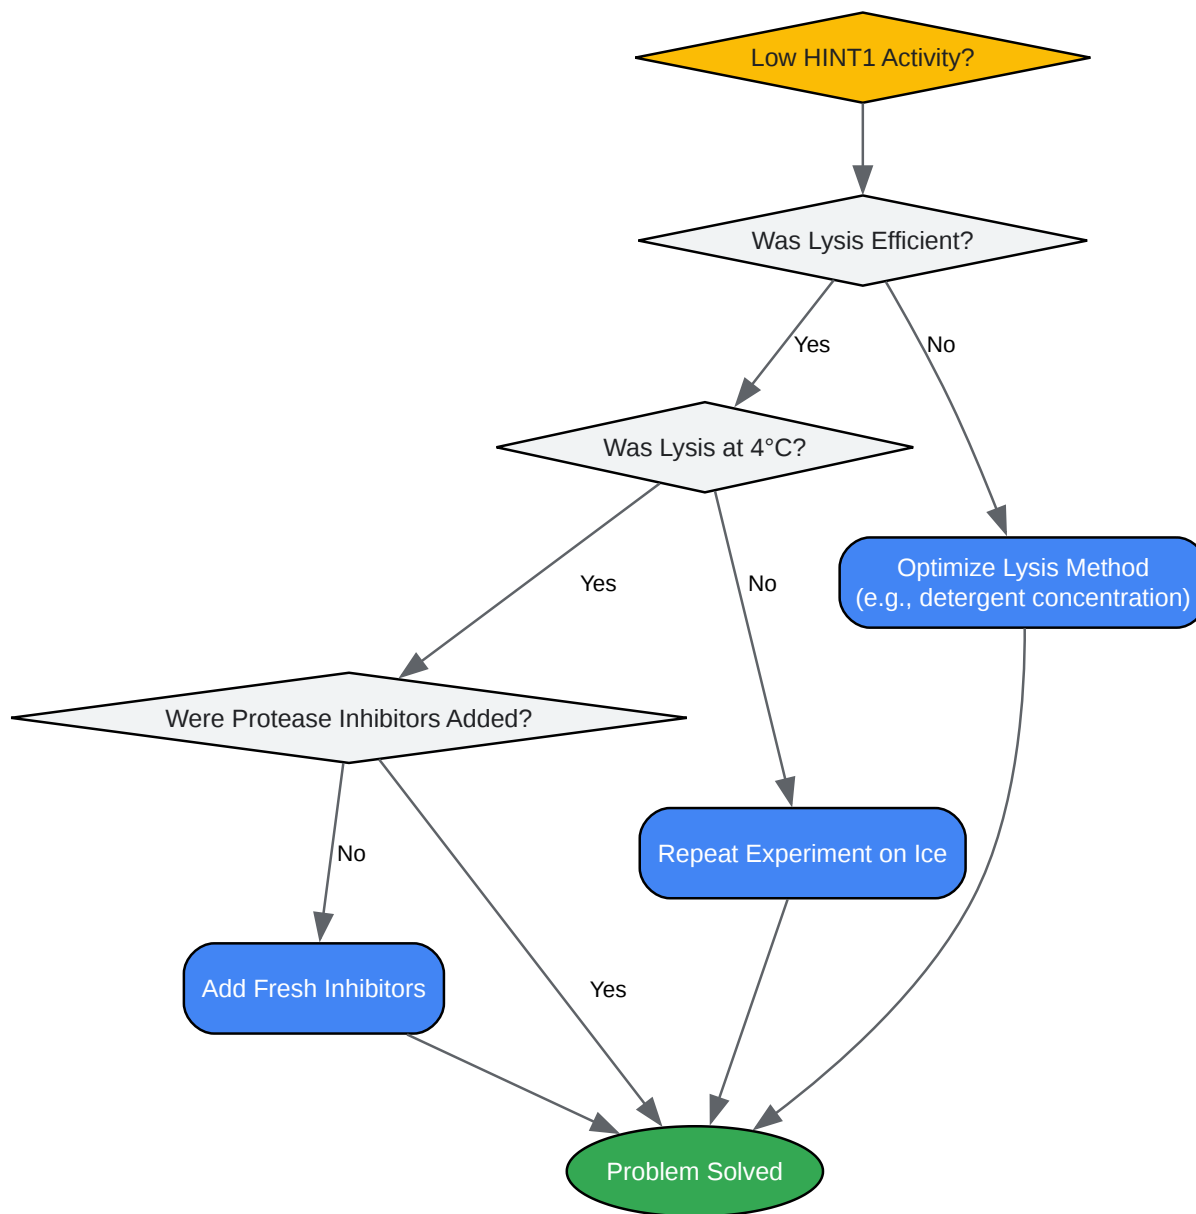 Low HINT1 Activity?
Was Lysis Efficient?
Yes
No
Was Lysis at 4°C?
Optimize Lysis Method
(e.g., detergent concentration)
Yes
No
Were Protease Inhibitors Added?
No
Repeat Experiment on Ice
Add Fresh Inhibitors
Yes
Problem Solved